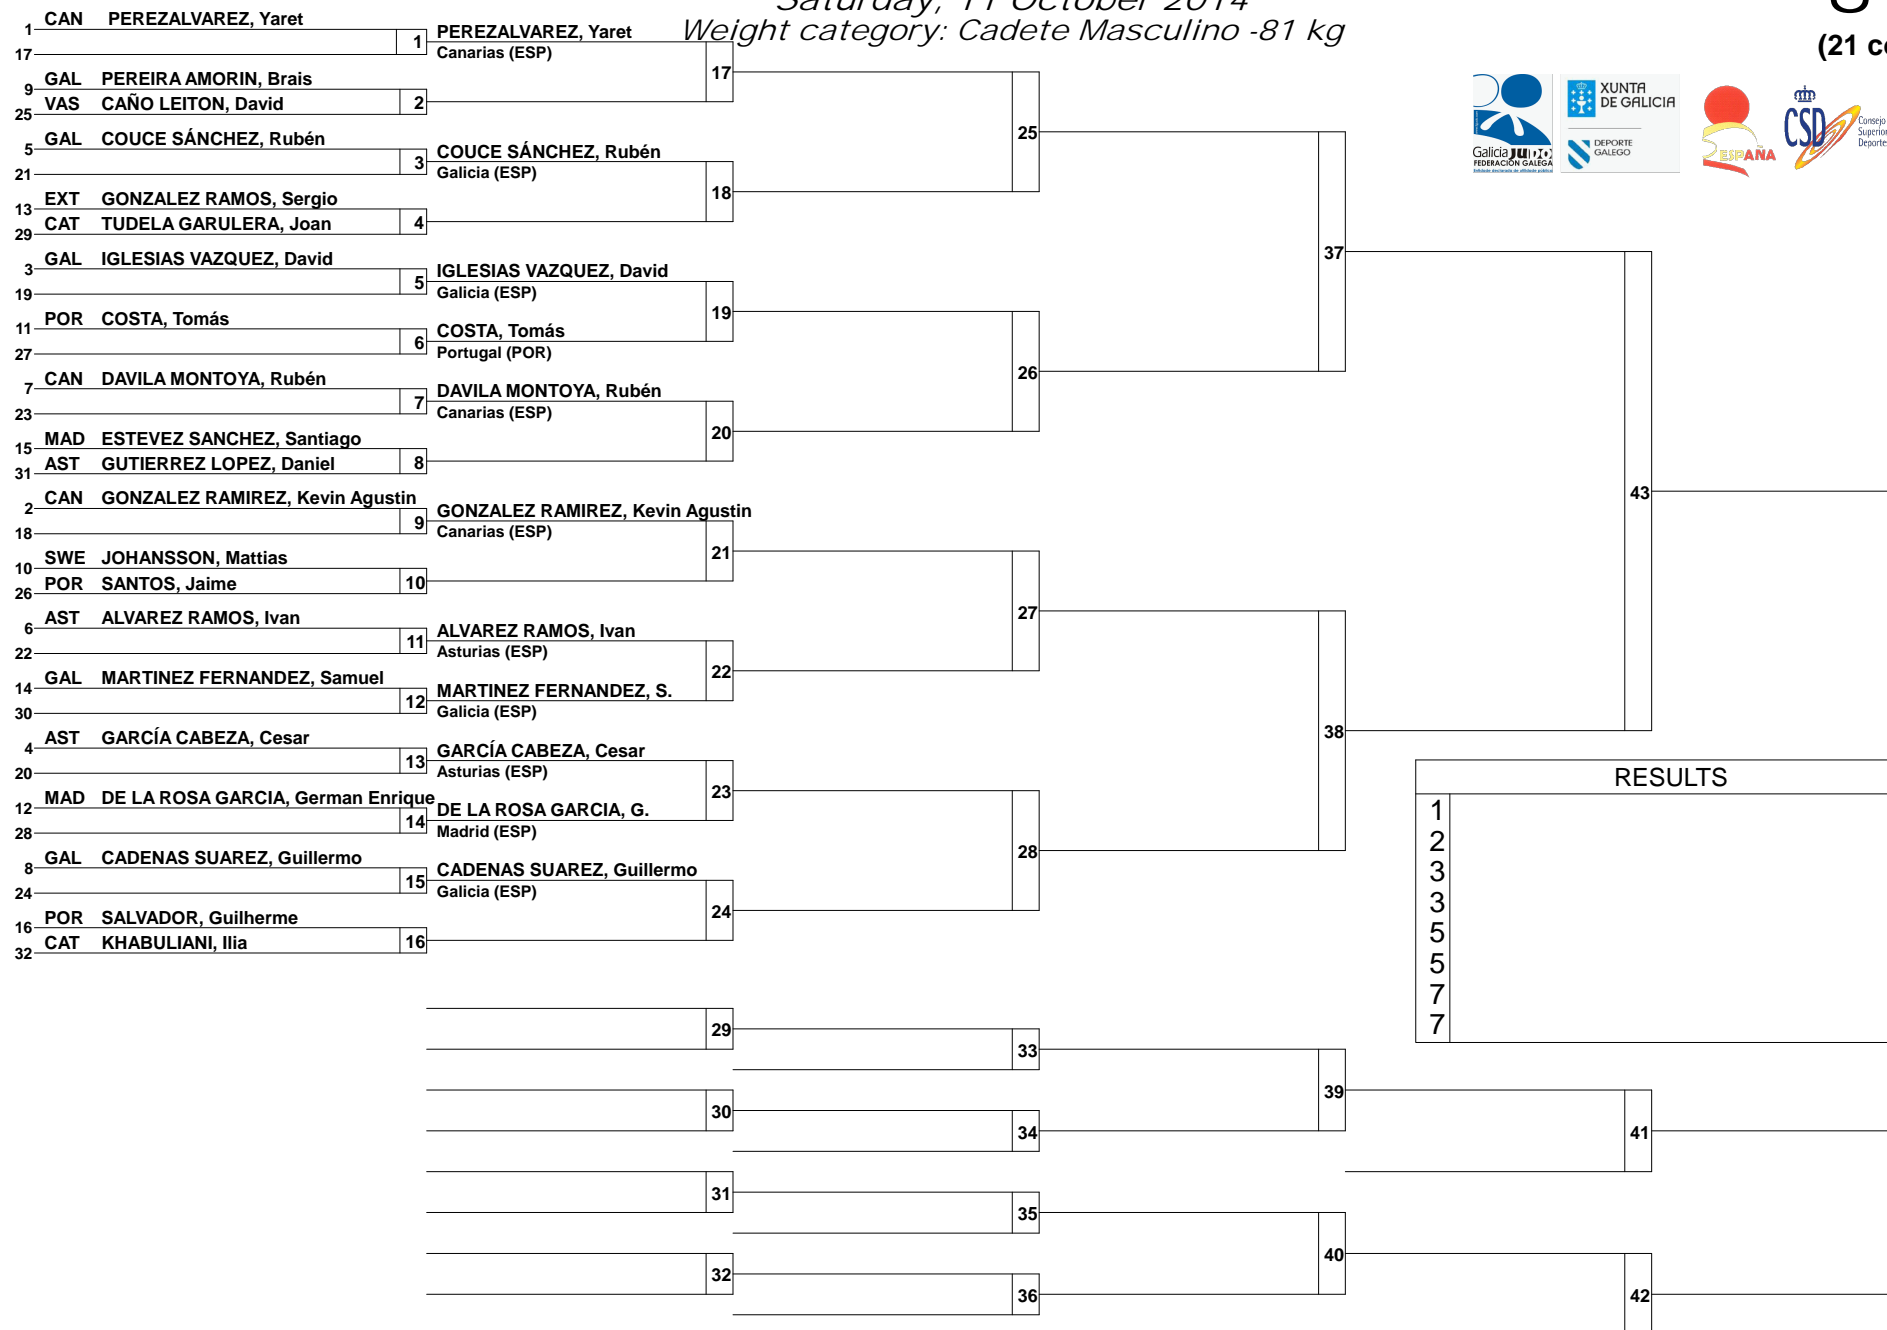 Saturday, 11 October 2014
Weight category: Cadete Masculino -81 kg
(21 co
XUNTA
DE GALICIA
DEPORTE
GALEGO
Galicia JUDO
FEDERACIÓN GALEGA
ESPAÑA
CSD
Consejo
Superior
Deporte
1 CAN PEREZALVAREZ, Yaret
17
1
PEREZALVAREZ, Yaret
Canarias (ESP)
9 GAL PEREIRA AMORIN, Brais
25 VAS CAÑO LEITON, David
2
17
5 GAL COUCE SÁNCHEZ, Rubén
21
3
COUCE SÁNCHEZ, Rubén
Galicia (ESP)
13 EXT GONZALEZ RAMOS, Sergio
29 CAT TUDELA GARULERA, Joan
4
18
25
3 GAL IGLESIAS VAZQUEZ, David
19
5
IGLESIAS VAZQUEZ, David
Galicia (ESP)
11 POR COSTA, Tomás
27
6
COSTA, Tomás
Portugal (POR)
19
7 CAN DAVILA MONTOYA, Rubén
23
7
DAVILA MONTOYA, Rubén
Canarias (ESP)
15 MAD ESTEVEZ SANCHEZ, Santiago
31 AST GUTIERREZ LOPEZ, Daniel
8
20
26
37
2 CAN GONZALEZ RAMIREZ, Kevin Agustin
18
9
GONZALEZ RAMIREZ, Kevin Agustin
Canarias (ESP)
10 SWE JOHANSSON, Mattias
26 POR SANTOS, Jaime
10
21
6 AST ALVAREZ RAMOS, Ivan
22
11
ALVAREZ RAMOS, Ivan
Asturias (ESP)
14 GAL MARTINEZ FERNANDEZ, Samuel
30
12
MARTINEZ FERNANDEZ, S.
Galicia (ESP)
22
27
4 AST GARCÍA CABEZA, Cesar
20
13
GARCÍA CABEZA, Cesar
Asturias (ESP)
12 MAD DE LA ROSA GARCIA, German Enrique
28
14
DE LA ROSA GARCIA, G.
Madrid (ESP)
23
8 GAL CADENAS SUAREZ, Guillermo
24
15
CADENAS SUAREZ, Guillermo
Galicia (ESP)
16 POR SALVADOR, Guilherme
32 CAT KHABULIANI, Ilia
16
24
28
38
43
RESULTS
1
2
3
3
5
5
7
7
29
33
30
34
39
41
31
35
32
36
40
42